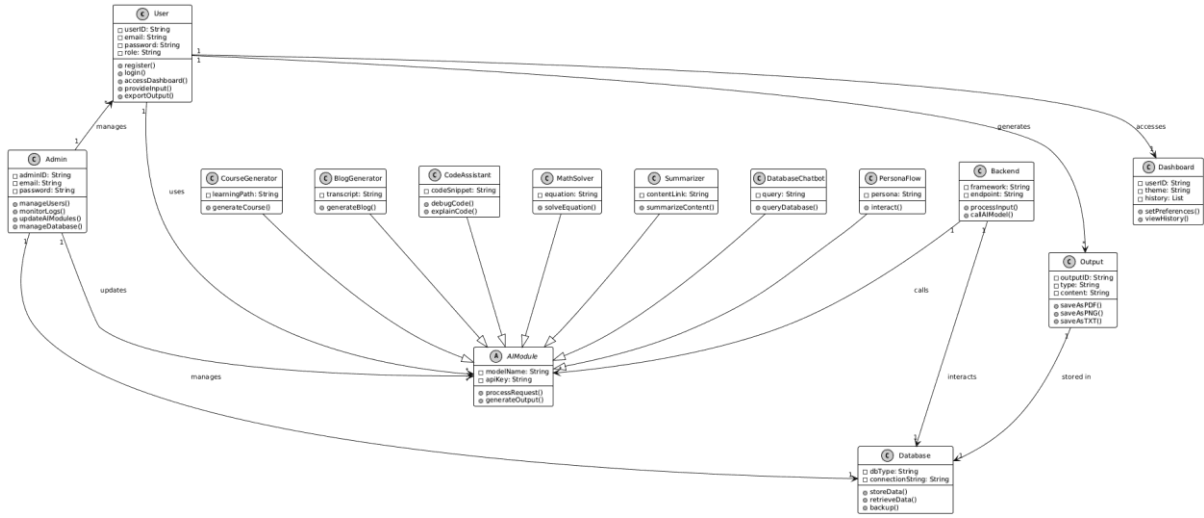 C User
userID: String
email: String
password: String
role: String
register()
login()
accessDashboard()
provideInput()
exportOutput()
1
1
1
1
manages
generates
accesses
1
C Admin
adminID: String
email: String
password: String
manageUsers()
monitorLogs()
updateAIModules()
manageDatabase()
1
1
uses
C CourseGenerator
learningPath: String
generateCourse()
C BlogGenerator
transcript: String
generateBlog()
C CodeAssistant
codeSnippet: String
debugCode()
explainCode()
C MathSolver
equation: String
solveEquation()
C Summarizer
contentLink: String
summarizeContent()
C DatabaseChatbot
query: String
queryDatabase()
C PersonaFlow
persona: String
interact()
C Backend
framework: String
endpoint: String
processInput()
callAIModel()
1
1
C Dashboard
userID: String
theme: String
history: List
setPreferences()
viewHistory()
C Output
outputID: String
type: String
content: String
saveAsPDF()
saveAsPNG()
saveAsTXT()
1
updates
calls
A AIModule
modelName: String
apiKey: String
processRequest()
generateOutput()
manages
interacts
stored in
1
1
1
C Database
dbType: String
connectionString: String
storeData()
retrieveData()
backup()